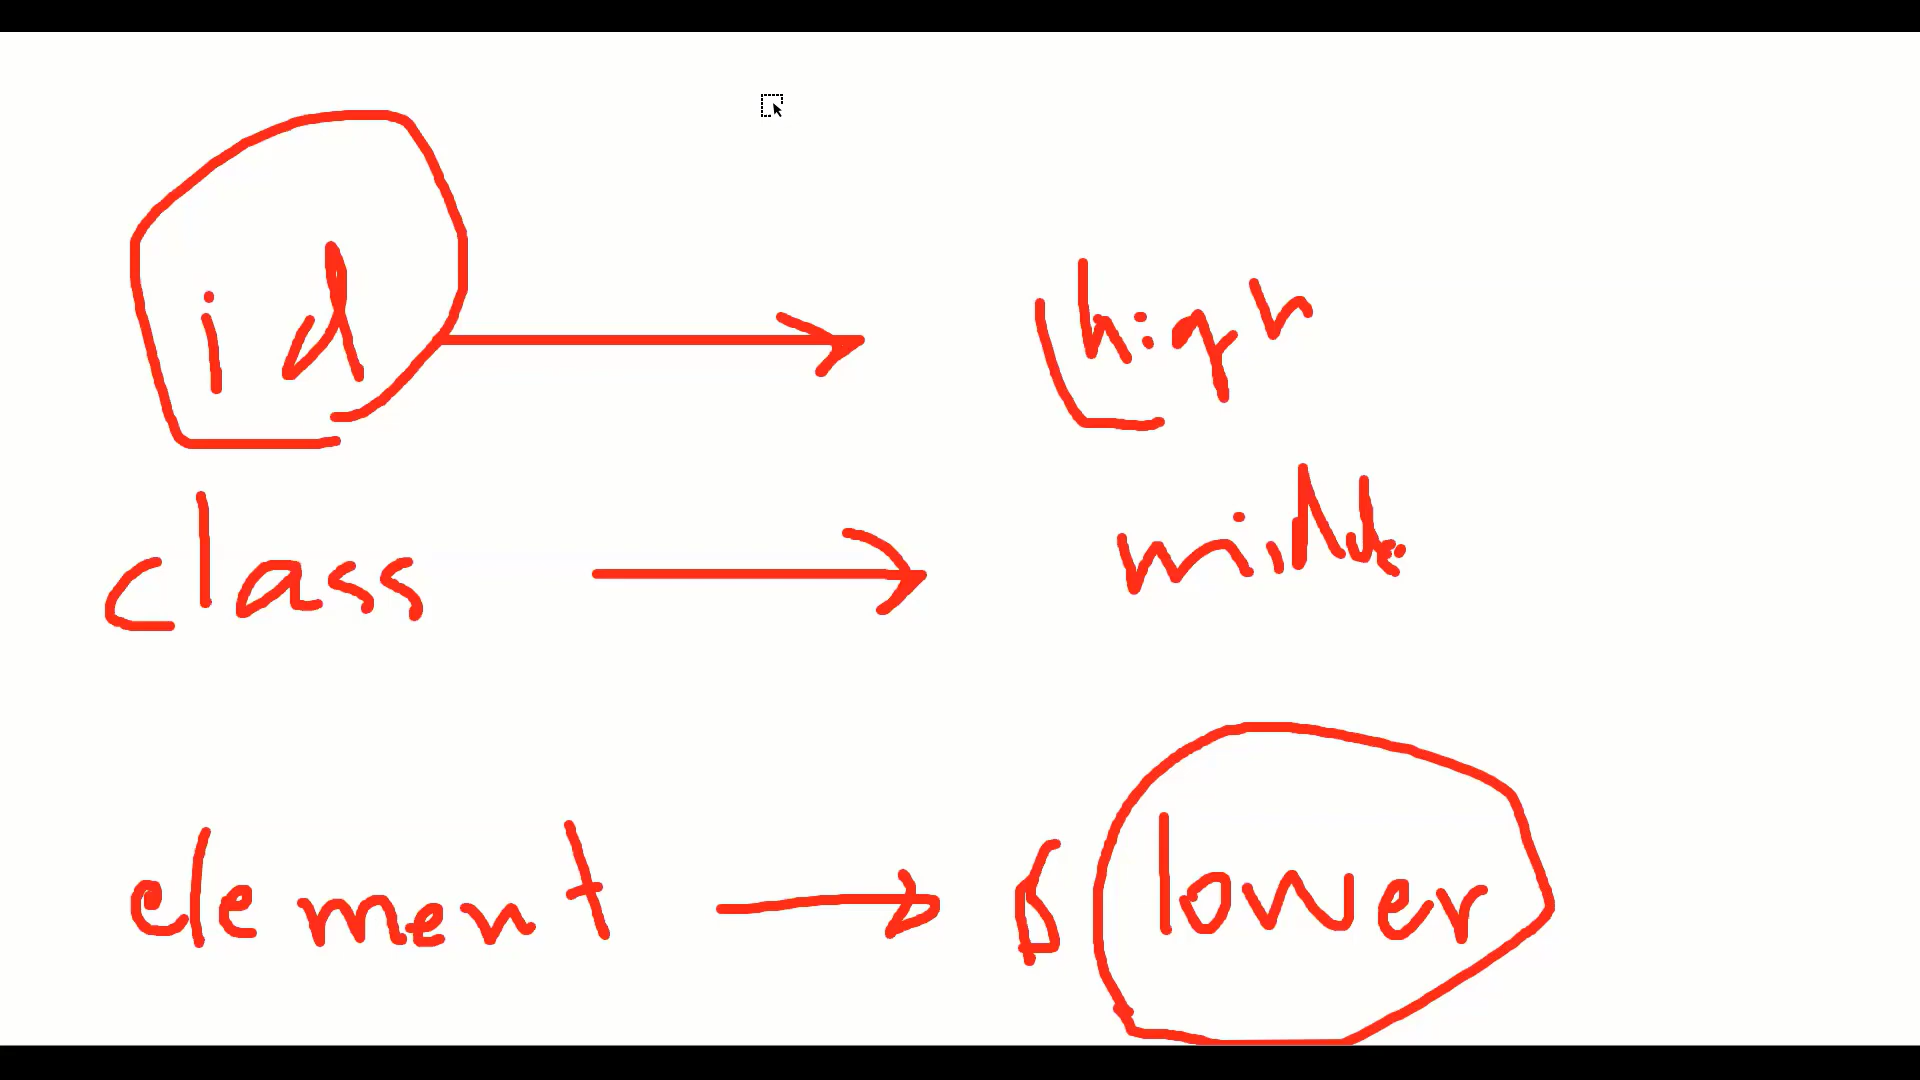 id high
class middle
element lower